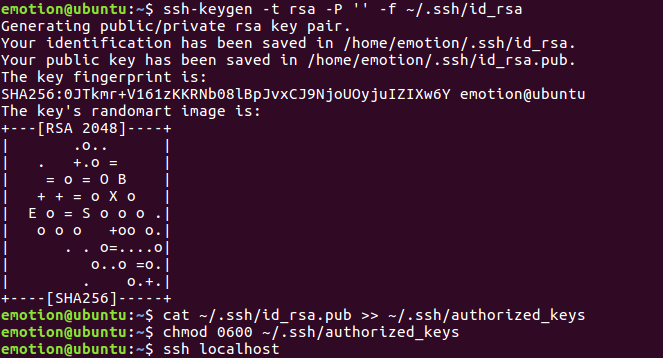 emotion@ubuntu:~$ ssh-keygen -t rsa -P '' -f ~/.ssh/id_rsa
Generating public/private rsa key pair.
Your identification has been saved in /home/emotion/.ssh/id_rsa.
Your public key has been saved in /home/emotion/.ssh/id_rsa.pub.
The key fingerprint is:
SHA256:0JTkmr+V161zKKRNb08lBpJvxCJ9NjoUOyjuIZIXw6Y emotion@ubuntu
The key's randomart image is:
+---[RSA 2048]----+
|        .o..     |
|    .   +.o =    |
|     = o = O B   |
|    + + = o X o  |
|   E o = S o o o .|
|    o o o   +oo o.|
|       . . o=....o|
|          o..o =o.|
|         .    o.+.|
+----[SHA256]-----+
emotion@ubuntu:~$ cat ~/.ssh/id_rsa.pub >> ~/.ssh/authorized_keys
emotion@ubuntu:~$ chmod 0600 ~/.ssh/authorized_keys
emotion@ubuntu:~$ ssh localhost